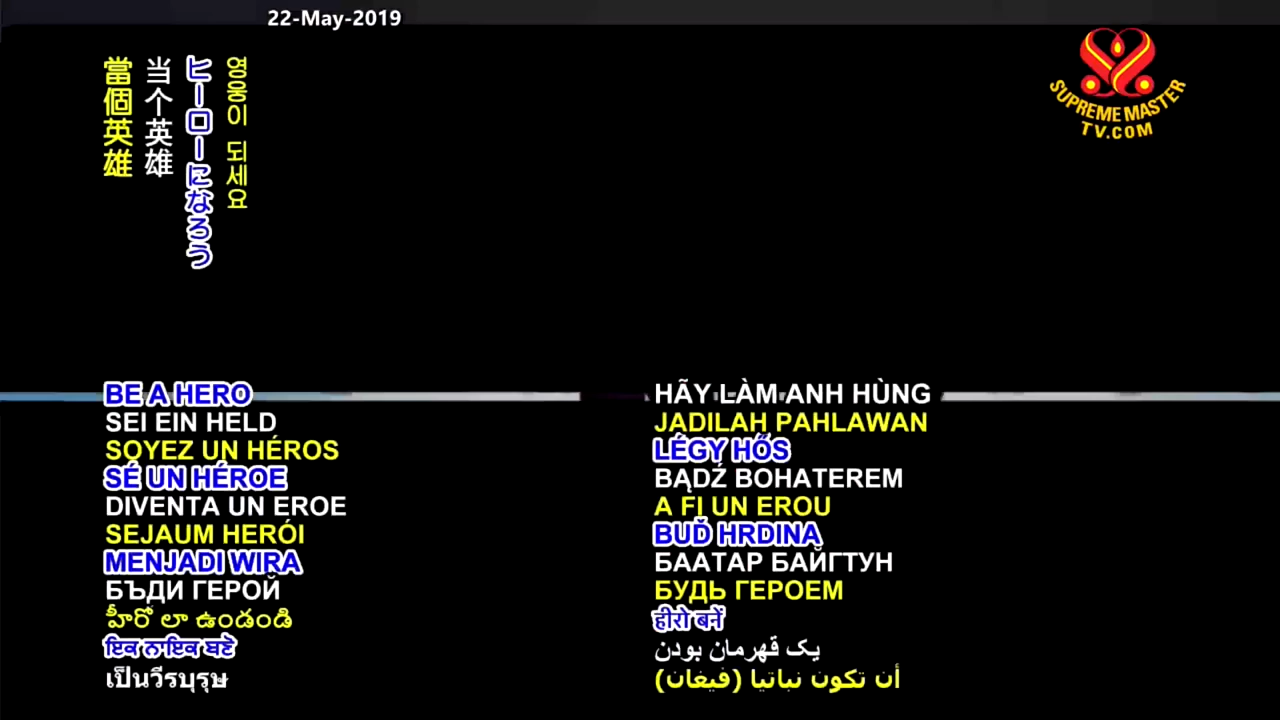 22-May-2019
當個英雄
当个英雄
ヒーローになろう
영웅이 되세요
SUPREME MASTER
TV.COM
BE A HERO
SEI EIN HELD
SOYEZ UN HÉROS
SÉ UN HÉROE
DIVENTA UN EROE
SEJAUM HERÓI
MENJADI WIRA
БЪДИ ГЕРОЙ
హీరో లా ఉండండి
ਇਕ ਨਾਇਕ ਬਣੋ
เป็นวีรบุรุษ
HÃY LÀM ANH HÙNG
JADILAH PAHLAWAN
LÉGY HŐS
BĄDŹ BOHATEREM
A FI UN EROU
BUĎ HRDINA
БААТАР БАЙГТУН
БУДЬ ГЕРОЕМ
हीरो बनें
یک قهرمان بودن
أن تكون نباتيا (فيغان)